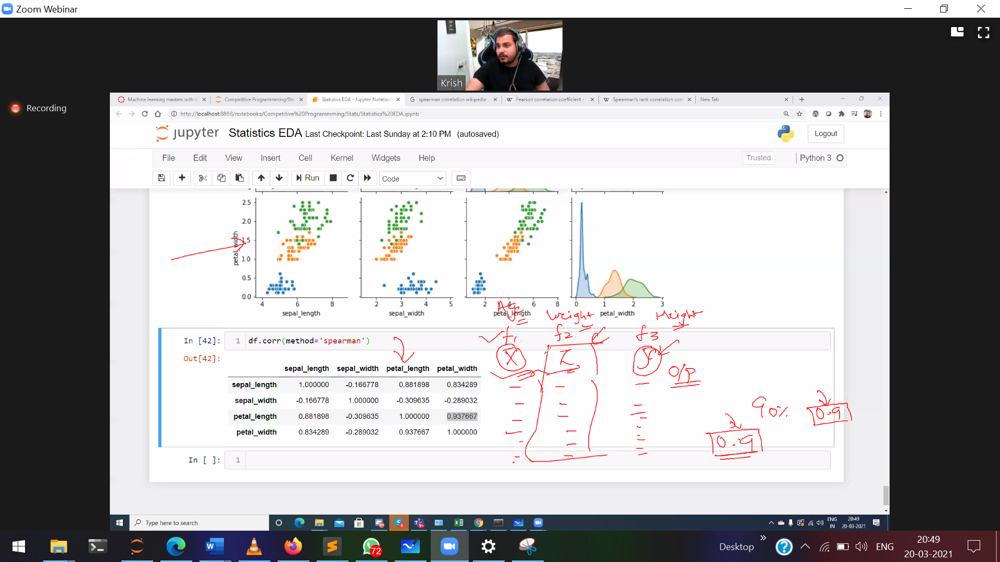 Zoom Webinar
Krish
Recording
Machine learning masters with
Competitive Programmming/Sta
Statistics EDA - Jupyter Noteboo
spearman correlation wikipedia -
Pearson correlation coefficient -
Spearman's rank correlation coef
New Tab
http://localhost:8888/notebooks/Competitive%20Programmming/Stats/Statistics%20EDA.ipynb
jupyter Statistics EDA Last Checkpoint: Last Sunday at 2:10 PM (autosaved)
Logout
File Edit View Insert Cell Kernel Widgets Help
Trusted Python 3
Run Code
2.5
2.0
1.5
1.0
0.5
0.0
petal_width
4 6 8
2 3 4 5
2 4 6 8
0 1 2 3
sepal_length sepal_width petal_length petal_width
Age Weight Height
f1 f2 f3
In [42]: 1 df.corr(method='spearman')
Out[42]:
X Z Y
O/P
sepal_length sepal_width petal_length petal_width
sepal_length 1.000000 -0.166778 0.881898 0.834289
sepal_width -0.166778 1.000000 -0.309635 -0.289032
petal_length 0.881898 -0.309635 1.000000 0.937667
petal_width 0.834289 -0.289032 0.937667 1.000000
90% 0.9
0.9
In [ ]: 1
Type here to search
ENG
IN
20:49
20-03-2021
72
Desktop
ENG
20:49
20-03-2021